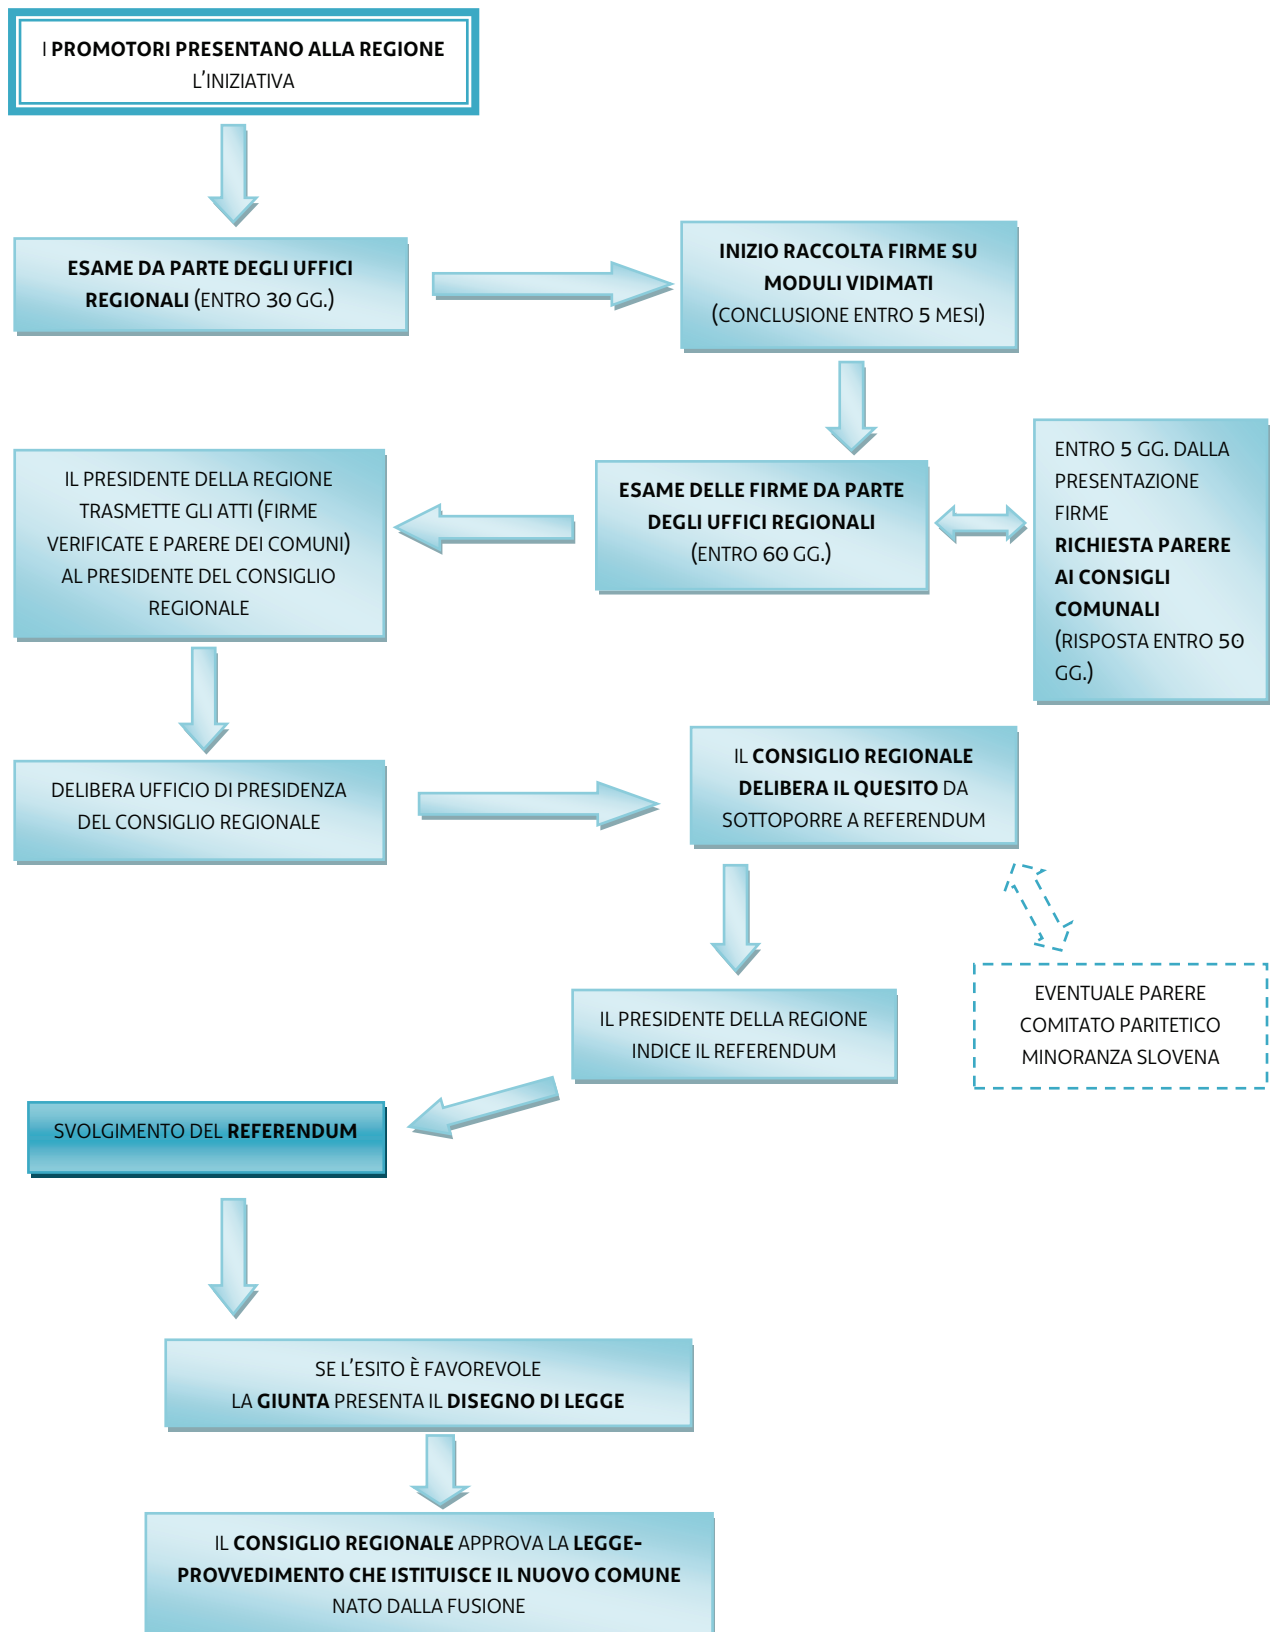 I PROMOTORI PRESENTANO ALLA REGIONE
L'INIZIATIVA
ESAME DA PARTE DEGLI UFFICI
REGIONALI (ENTRO 30 GG.)
INIZIO RACCOLTA FIRME SU
MODULI VIDIMATI
(CONCLUSIONE ENTRO 5 MESI)
ESAME DELLE FIRME DA PARTE
DEGLI UFFICI REGIONALI
(ENTRO 60 GG.)
ENTRO 5 GG. DALLA
PRESENTAZIONE
FIRME
RICHIESTA PARERE
AI CONSIGLI
COMUNALI
(RISPOSTA ENTRO 50
GG.)
IL PRESIDENTE DELLA REGIONE
TRASMETTE GLI ATTI (FIRME
VERIFICATE E PARERE DEI COMUNI)
AL PRESIDENTE DEL CONSIGLIO
REGIONALE
DELIBERA UFFICIO DI PRESIDENZA
DEL CONSIGLIO REGIONALE
IL CONSIGLIO REGIONALE
DELIBERA IL QUESITO DA
SOTTOPORRE A REFERENDUM
EVENTUALE PARERE
COMITATO PARITETICO
MINORANZA SLOVENA
IL PRESIDENTE DELLA REGIONE
INDICE IL REFERENDUM
SVOLGIMENTO DEL REFERENDUM
SE L'ESITO È FAVOREVOLE
LA GIUNTA PRESENTA IL DISEGNO DI LEGGE
IL CONSIGLIO REGIONALE APPROVA LA LEGGE-
PROVVEDIMENTO CHE ISTITUISCE IL NUOVO COMUNE
NATO DALLA FUSIONE